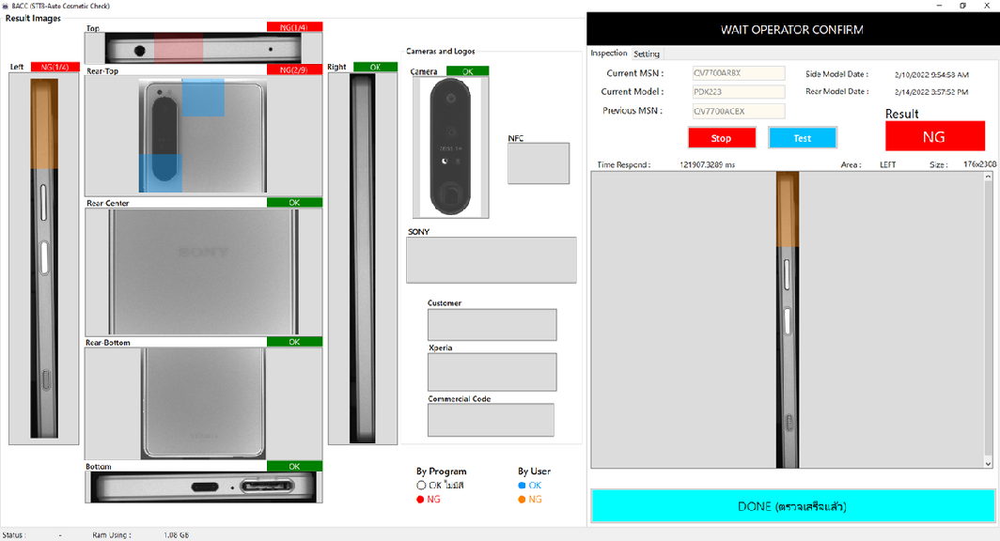 BACC (STTB-Auto Cosmetic Check)
Result Images
Top
NG(1/4)
Left
NG(1/4)
Rear-Top
NG(2/9)
Right
OK
Rear Center
OK
SONY
Rear-Bottom
OK
Bottom
OK
Cameras and Logos
Camera
OK
NFC
SONY
Customer
Xperia
Commercial Code
By Program
By User
OK ไม่มีสี
OK
NG
NG
WAIT OPERATOR CONFIRM
Inspection
Setting
Current MSN :
QV7700ARBX
Side Model Date :
2/10/2022 9:54:58 AM
Current Model :
PDX223
Rear Model Date :
2/14/2022 3:57:52 PM
Previous MSN :
QV7700ACBX
Result
Stop
Test
NG
Time Respond :
121907.3289 ms
Area :
LEFT
Size :
176x2308
DONE (ตรวจเสร็จแล้ว)
Status :
-
Ram Using :
1.08 GB